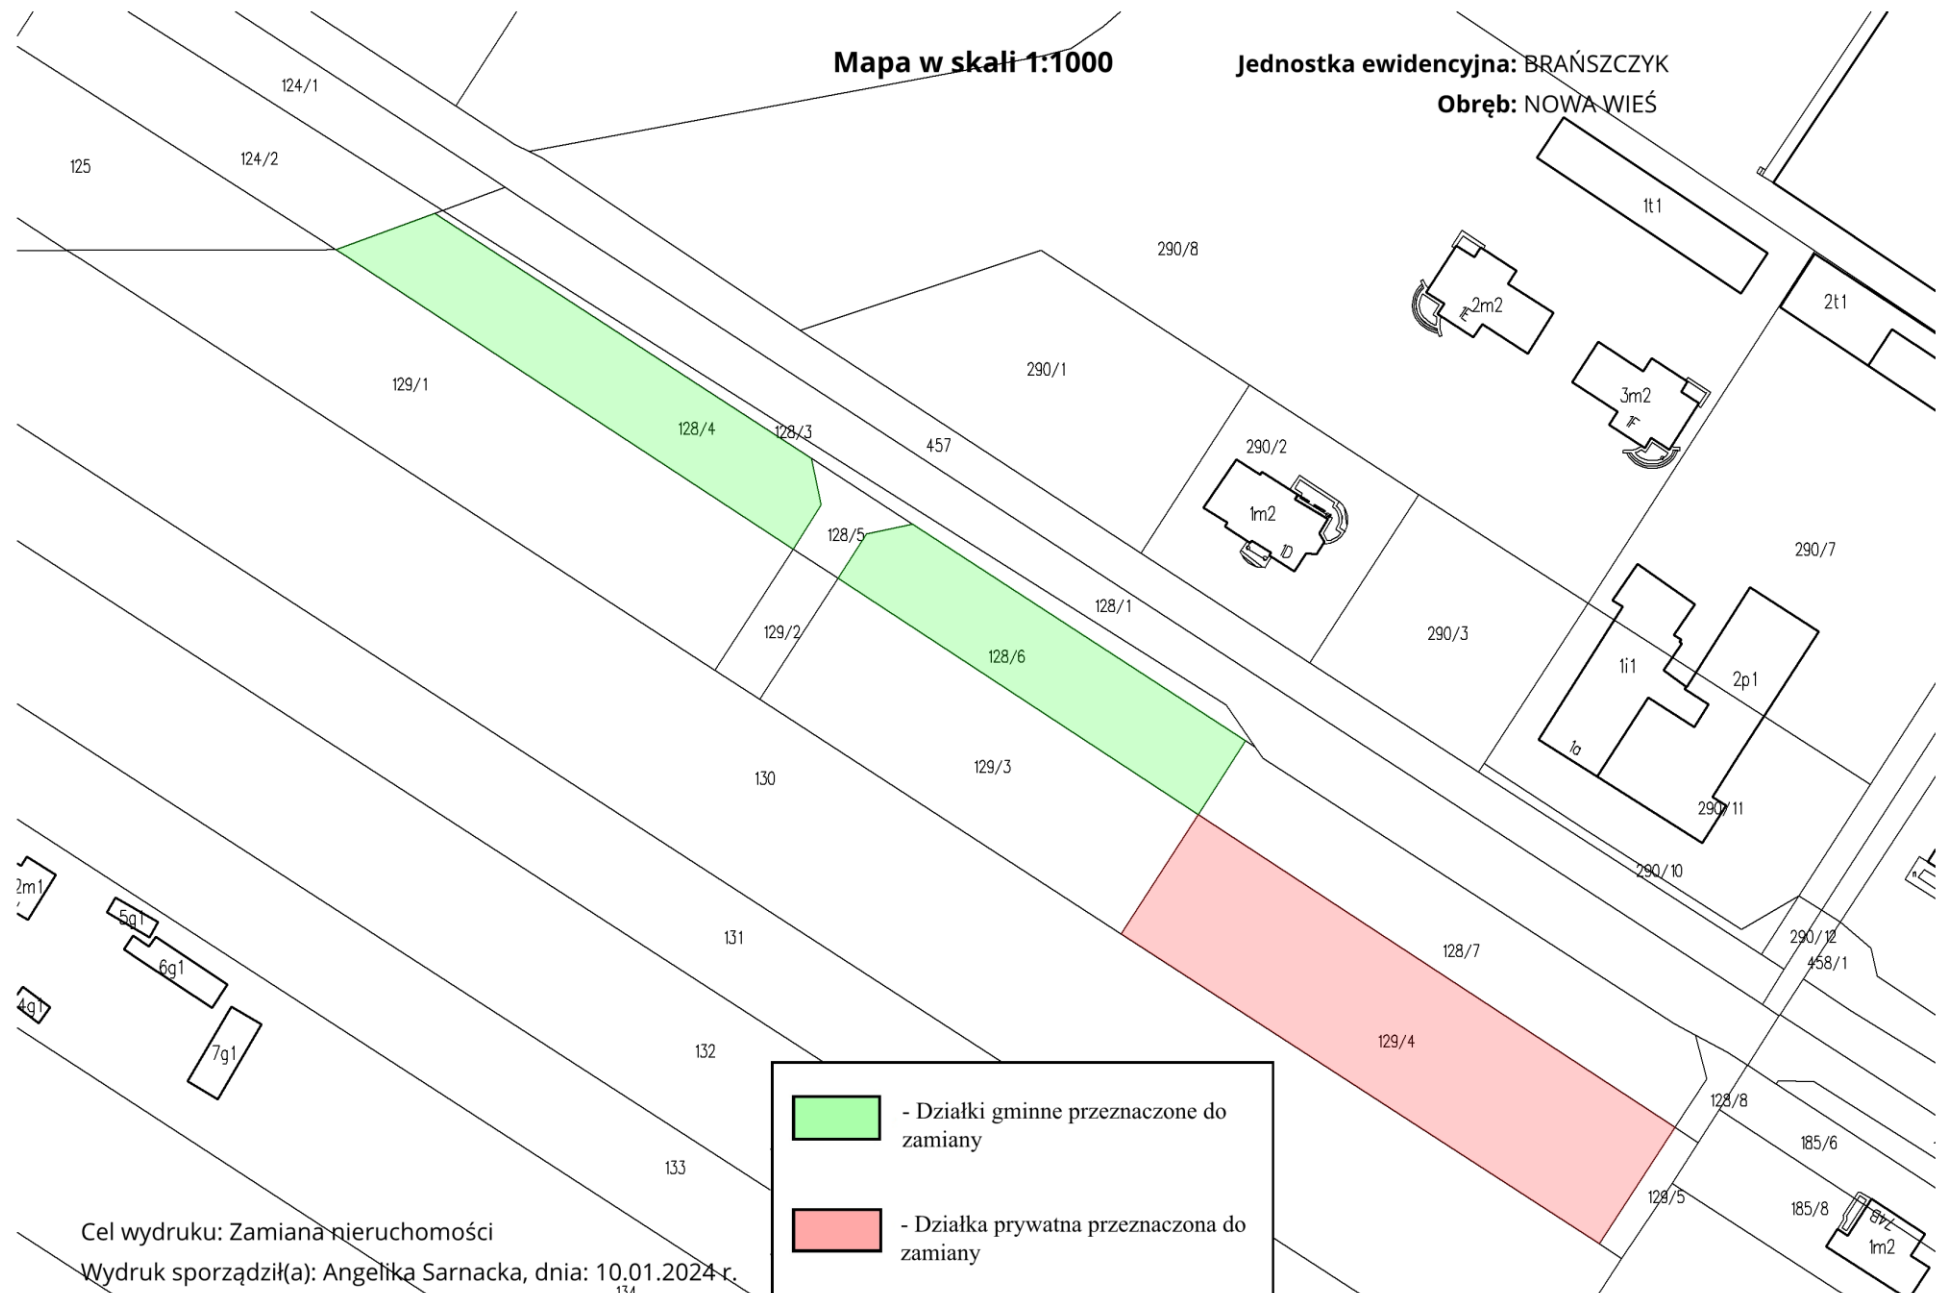 Mapa w skali 1:1000
Jednostka ewidencyjna: BRAŃSZCZYK
Obręb: NOWA WIEŚ
124/1
124/2
125
1t1
290/8
2m2
1E
2t1
290/1
129/1
3m2
1F
128/4
128/3
457
290/2
1m2
1D
128/5
290/7
128/1
129/2
290/3
128/6
1i1
2p1
1a
129/3
130
290/11
290/10
2m1
5g1
131
6g1
128/7
290/12
458/1
4g1
7g1
132
129/4
128/8
185/6
133
129/5
185/8
74B
1m2
134
- Działki gminne przeznaczone do
zamiany
- Działka prywatna przeznaczona do
zamiany
Cel wydruku: Zamiana nieruchomości
Wydruk sporządził(a): Angelika Sarnacka, dnia: 10.01.2024 r.